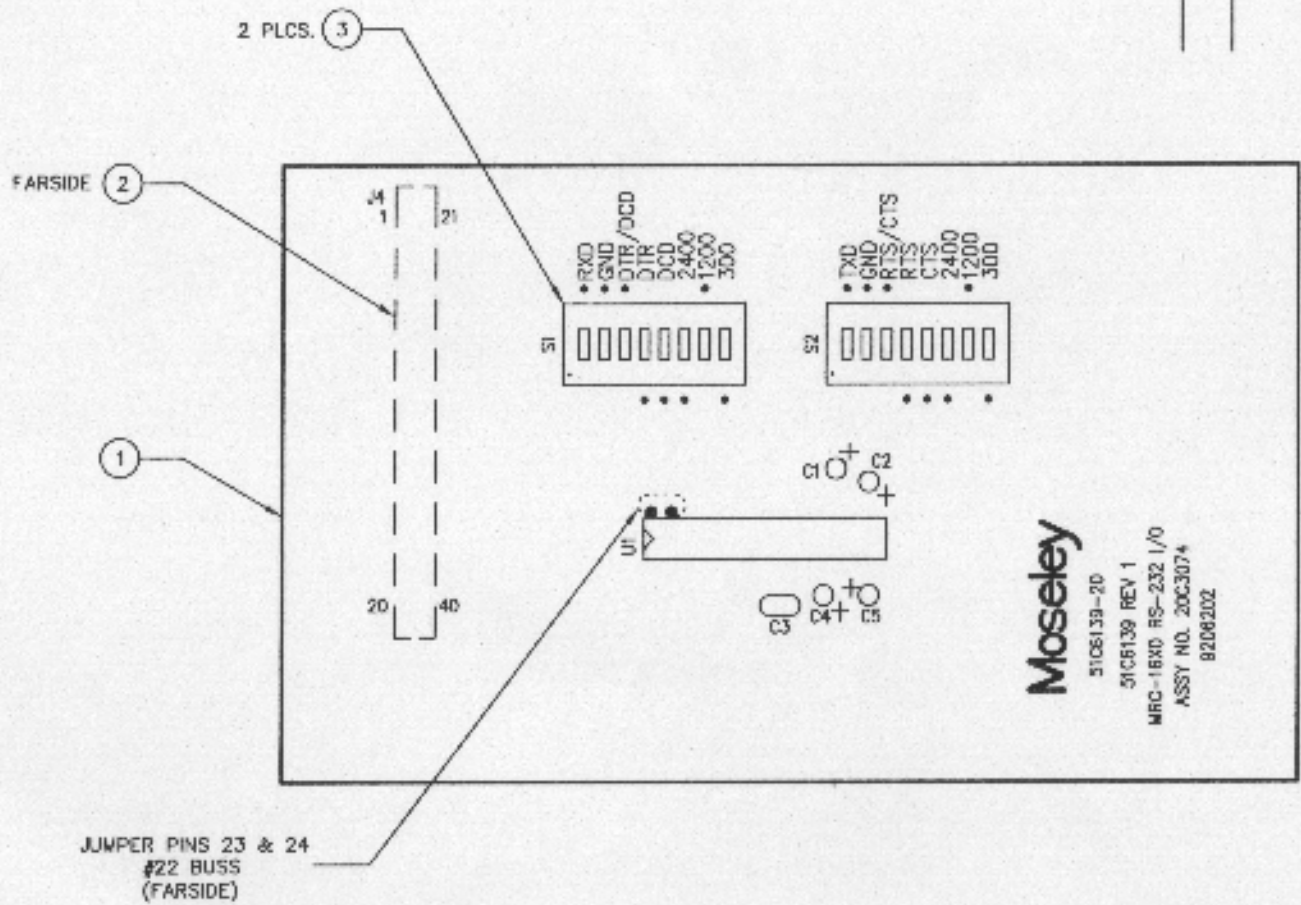 2 PLCS. 3
FARSIDE 2
J4
1
21
RXD
GND
DTR/DCD
DTR
DCD
2400
1200
300
TXD
GND
RTS/CTS
RTS
CTS
2400
1200
300
S1
S2
1
C1
C2
U1
20
40
C3
C4
C5
Moseley
51C6139-2D
51C6139 REV 1
MRC-16XD RS-232 I/O
ASSY NO. 20C3074
9206202
JUMPER PINS 23 & 24
#22 BUSS
(FARSIDE)